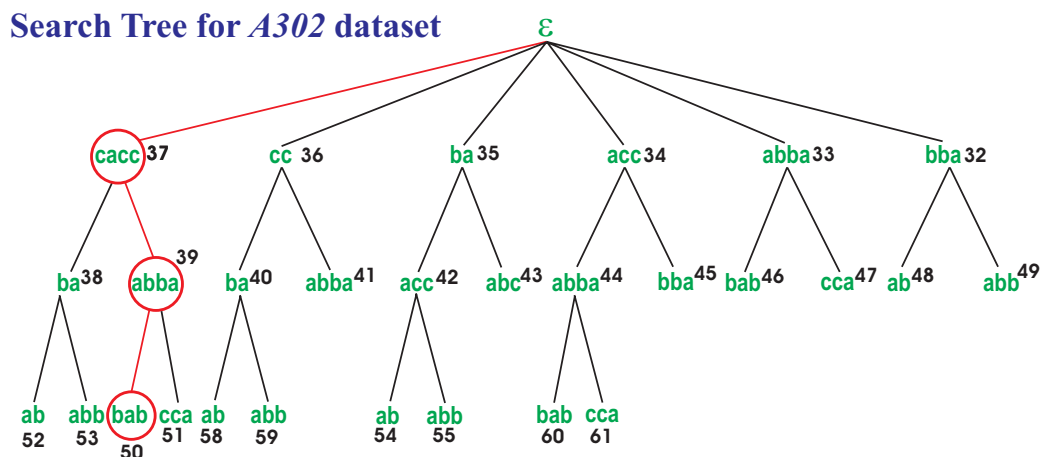 Search Tree for A302 dataset
ε
cacc 37 cc 36 ba 35 acc 34 abba 33 bba 32
ba 38 abba 39 ba 40 abba 41 acc 42 abc 43 abba 44 bba 45 bab 46 cca 47 ab 48 abb 49
ab abb bab cca ab abb ab abb bab cca
52 53 50 51 58 59 54 55 60 61